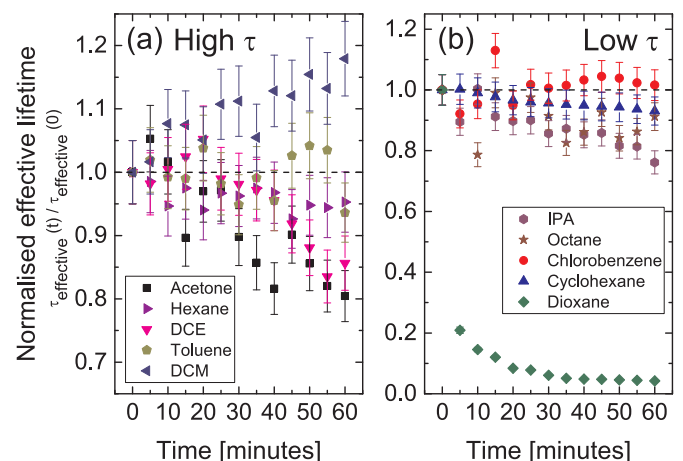 Normalised effective lifetime
τeffective (t) / τeffective (0)
(a) High τ
1.2
1.1
1.0
0.9
0.8
0.7
Acetone
Hexane
DCE
Toluene
DCM
0 10 20 30 40 50 60
Time [minutes]
(b) Low τ
1.2
1.0
0.8
0.6
0.4
0.2
0.0
IPA
Octane
Chlorobenzene
Cyclohexane
Dioxane
0 10 20 30 40 50 60
Time [minutes]